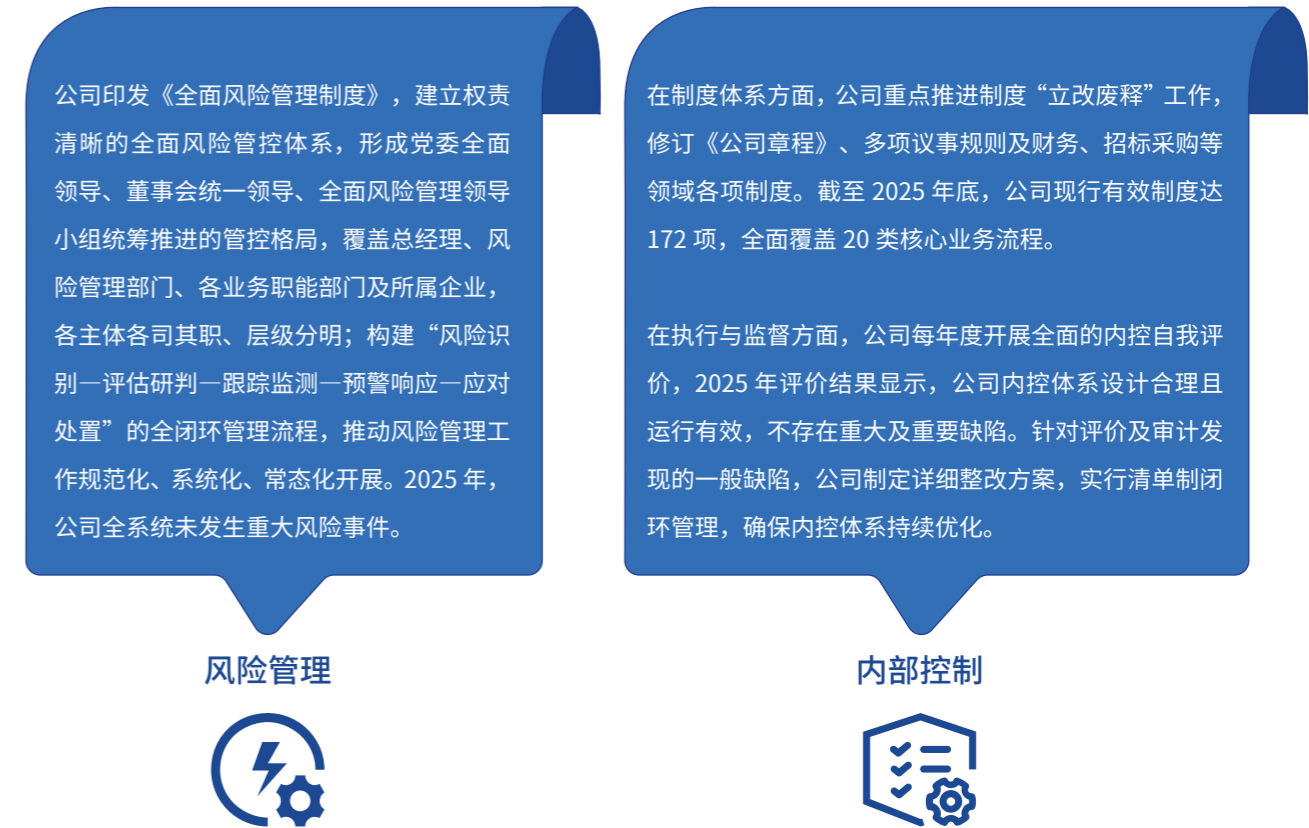 公司印发《全面风险管理制度》，建立权责
清晰的全面风险管控体系，形成党委全面
领导、董事会统一领导、全面风险管理领导
小组统筹推进的管控格局，覆盖总经理、风
险管理部门、各业务职能部门及所属企业，
各主体各司其职、层级分明；构建“风险识
别—评估研判—跟踪监测—预警响应—应对
处置”的全闭环管理流程，推动风险管理工
作规范化、系统化、常态化开展。2025 年，
公司全系统未发生重大风险事件。
风险管理
在制度体系方面，公司重点推进制度“立改废释”工作，
修订《公司章程》、多项议事规则及财务、招标采购等
领域各项制度。截至 2025 年底，公司现行有效制度达
172 项，全面覆盖 20 类核心业务流程。
在执行与监督方面，公司每年度开展全面的内控自我评
价，2025 年评价结果显示，公司内控体系设计合理且
运行有效，不存在重大及重要缺陷。针对评价及审计发
现的一般缺陷，公司制定详细整改方案，实行清单制闭
环管理，确保内控体系持续优化。
内部控制